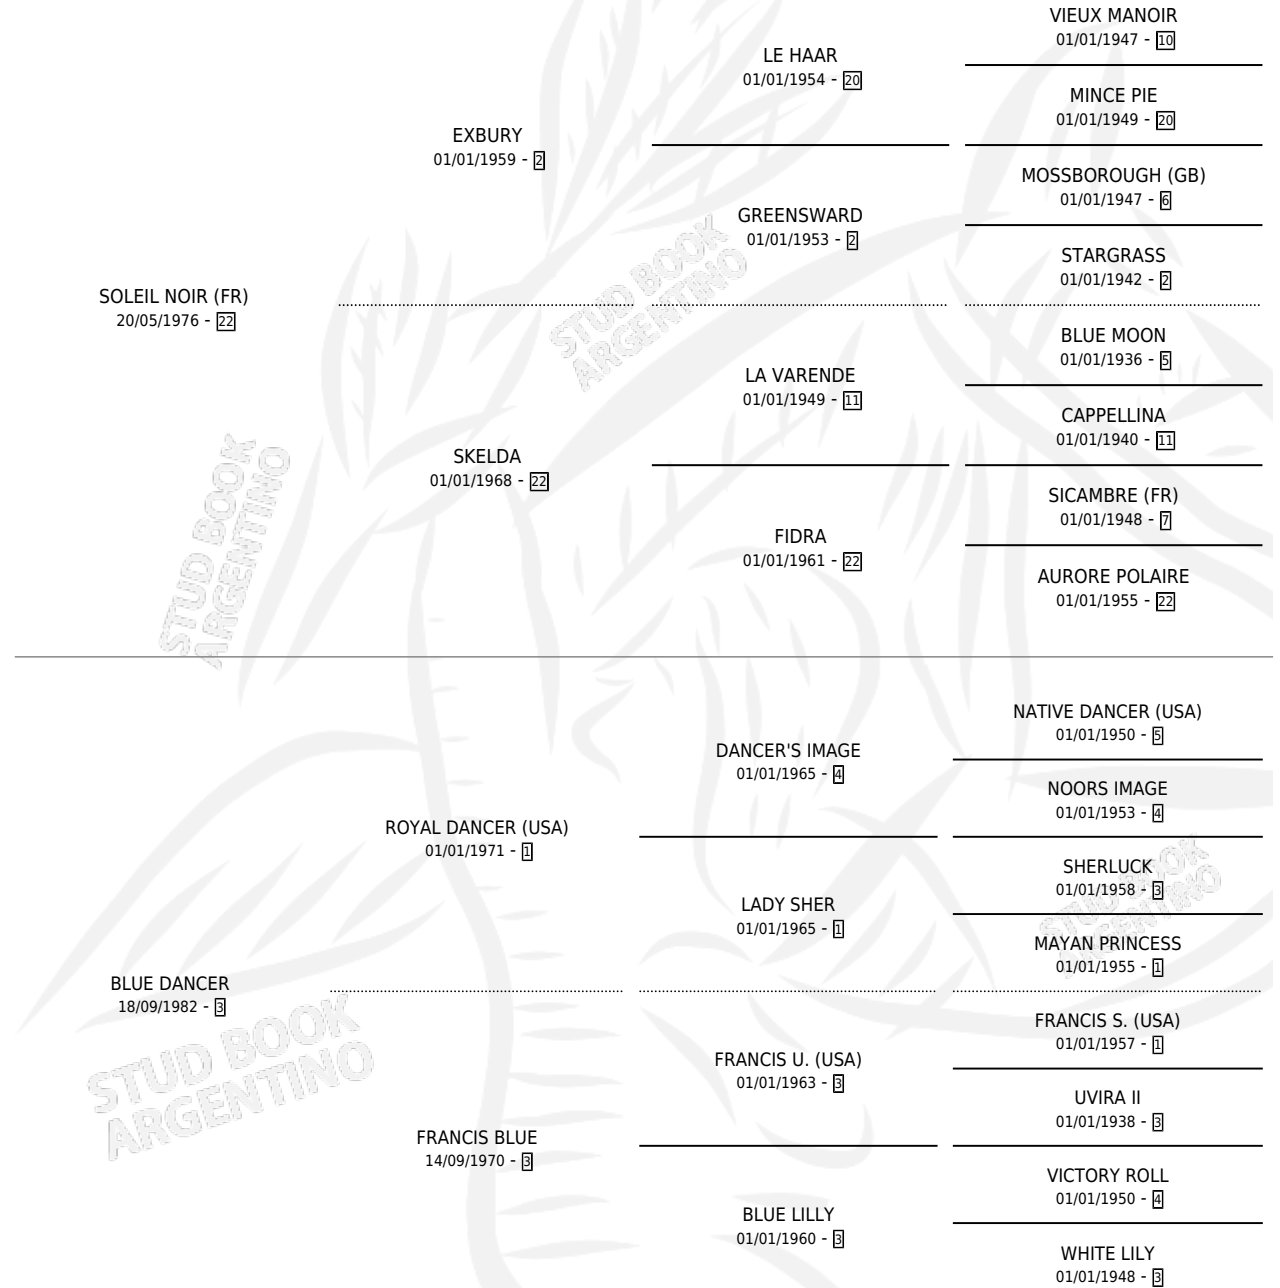 VIEUX MANOIR
01/01/1947 - 10
LE HAAR
01/01/1954 - 20
MINCE PIE
01/01/1949 - 20
EXBURY
01/01/1959 - 2
MOSSBOROUGH (GB)
01/01/1947 - 6
GREENSWARD
01/01/1953 - 2
STARGRASS
01/01/1942 - 2
SOLEIL NOIR (FR)
20/05/1976 - 22
STUD BOOK
ARGENTINO
BLUE MOON
01/01/1936 - 5
LA VARENDE
01/01/1949 - 11
CAPPELLINA
01/01/1940 - 11
SKELDA
01/01/1968 - 22
SICAMBRE (FR)
01/01/1948 - 7
FIDRA
01/01/1961 - 22
AURORE POLAIRE
01/01/1955 - 22
STUD BOOK
ARGENTINO
NATIVE DANCER (USA)
01/01/1950 - 5
DANCER'S IMAGE
01/01/1965 - 4
NOORS IMAGE
01/01/1953 - 4
ROYAL DANCER (USA)
01/01/1971 - 1
SHERLUCK
01/01/1958 - 3
LADY SHER
01/01/1965 - 1
MAYAN PRINCESS
01/01/1955 - 1
STUD BOOK
ARGENTINO
BLUE DANCER
18/09/1982 - 3
FRANCIS S. (USA)
01/01/1957 - 1
FRANCIS U. (USA)
01/01/1963 - 3
UVIRA II
01/01/1938 - 3
STUD BOOK
ARGENTINO
FRANCIS BLUE
14/09/1970 - 3
VICTORY ROLL
01/01/1950 - 4
BLUE LILLY
01/01/1960 - 3
WHITE LILY
01/01/1948 - 3